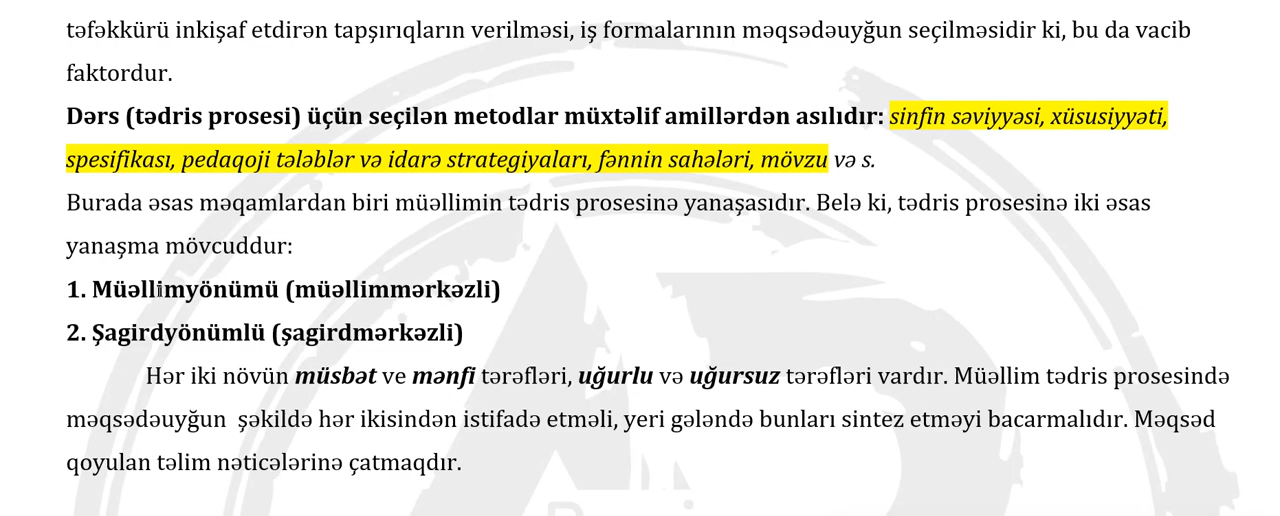 təfəkkürü inkişaf etdirən tapşırıqların verilməsi, iş formalarının məqsədəuyğun seçilməsidir ki, bu da vacib
faktordur.
Dərs (tədris prosesi) üçün seçilən metodlar müxtəlif amillərdən asılıdır: sinfin səviyyəsi, xüsusiyyəti,
spesifikası, pedaqoji tələblər və idarə strategiyaları, fənnin sahələri, mövzu və s.
Burada əsas məqamlardan biri müəllimin tədris prosesinə yanaşasıdır. Belə ki, tədris prosesinə iki əsas
yanaşma mövcuddur:
1. Müəllimyönümü (müəllimmərkəzli)
2. Şagirdyönümlü (şagirdmərkəzli)
Hər iki növün müsbət ve mənfi tərəfləri, uğurlu və uğursuz tərəfləri vardır. Müəllim tədris prosesində
məqsədəuyğun şəkildə hər ikisindən istifadə etməli, yeri gələndə bunları sintez etməyi bacarmalıdır. Məqsəd
qoyulan təlim nəticələrinə çatmaqdır.